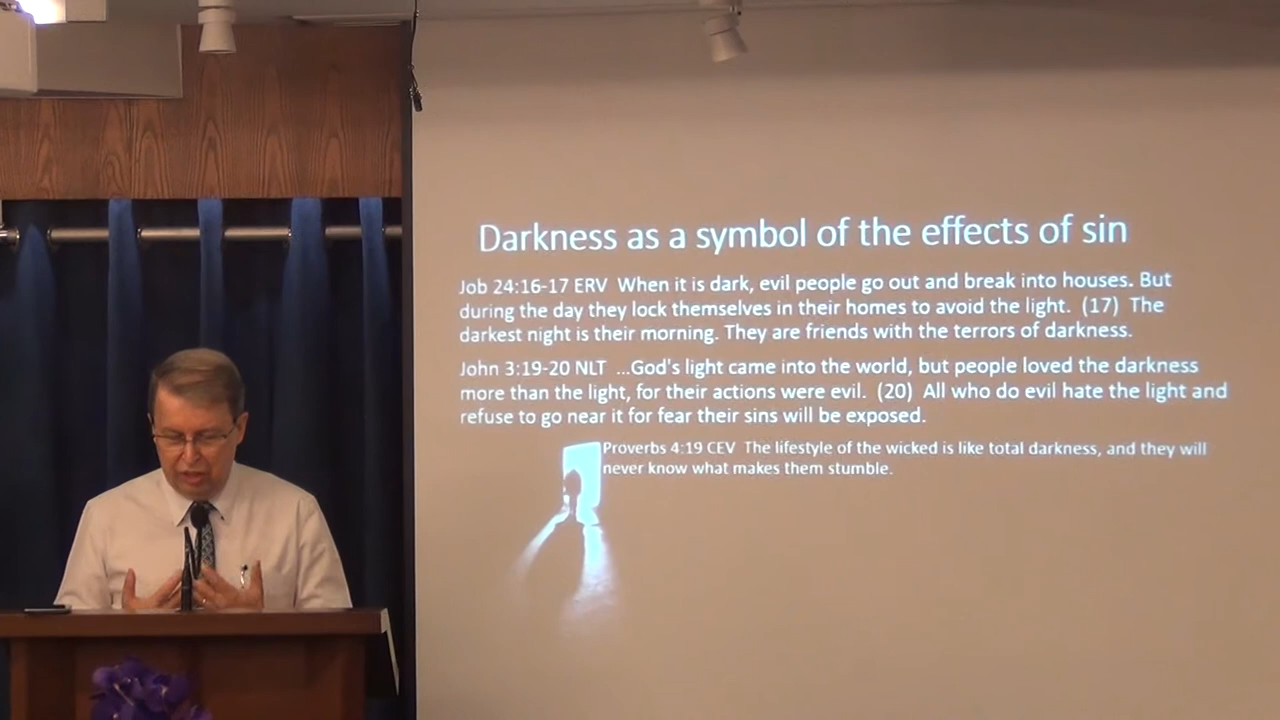 Darkness as a symbol of the effects of sin
Job 24:16-17 ERV When it is dark, evil people go out and break into houses. But
during the day they lock themselves in their homes to avoid the light. (17) The
darkest night is their morning. They are friends with the terrors of darkness.
John 3:19-20 NLT ...God's light came into the world, but people loved the darkness
more than the light, for their actions were evil. (20) All who do evil hate the light and
refuse to go near it for fear their sins will be exposed.
Proverbs 4:19 CEV The lifestyle of the wicked is like total darkness, and they will
never know what makes them stumble.